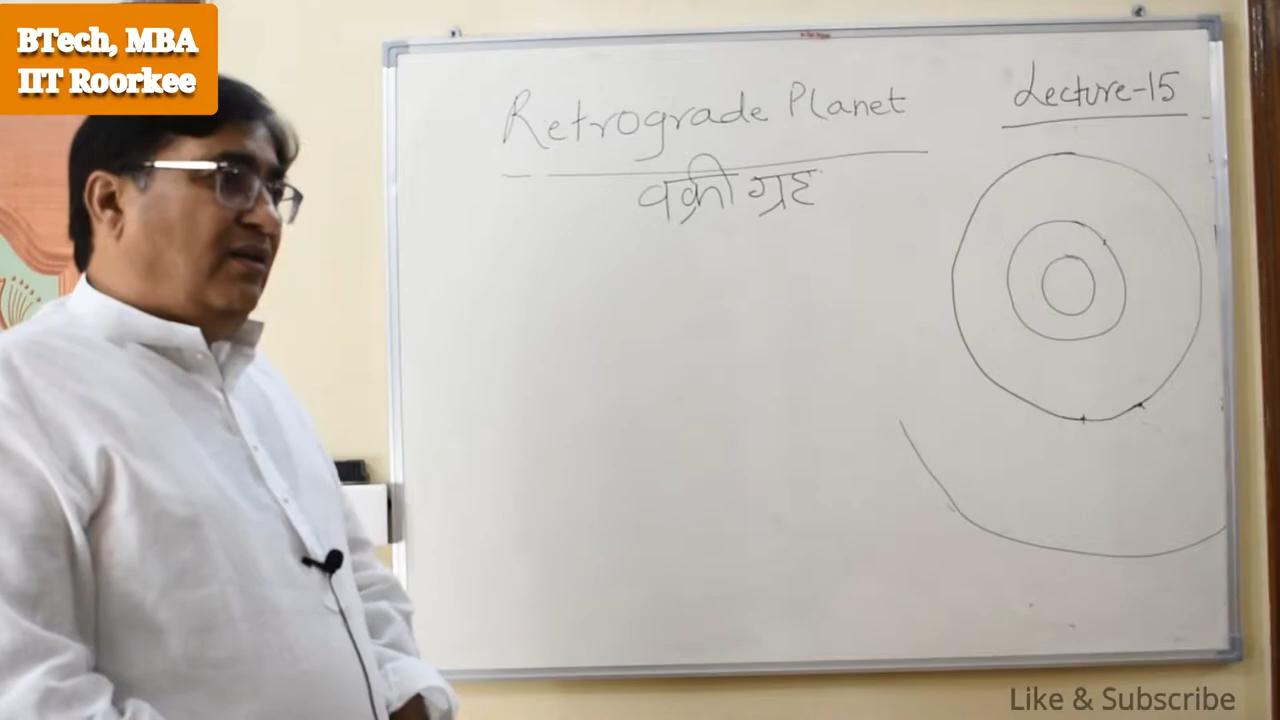 BTech, MBA
IIT Roorkee
Retrograde Planet
Lecture-15
वक्री ग्रह
Like & Subscribe